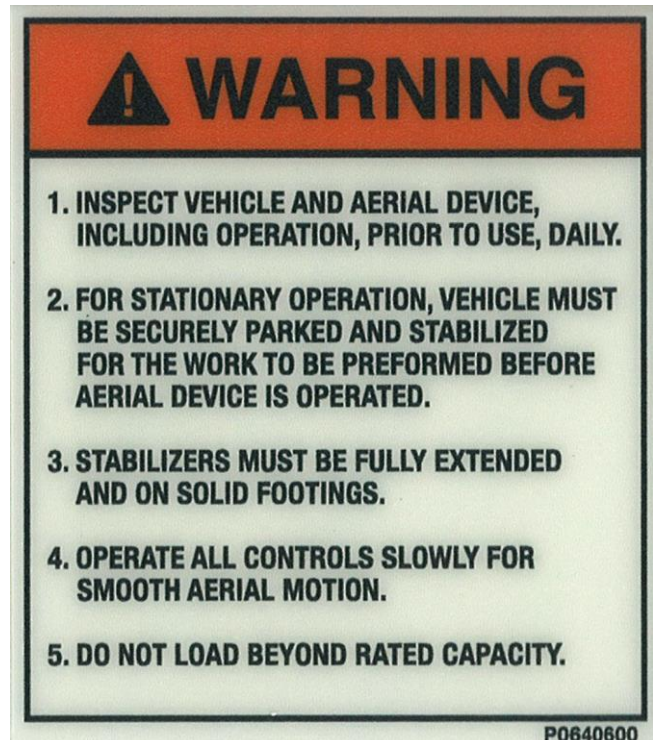 WARNING
1. INSPECT VEHICLE AND AERIAL DEVICE,
INCLUDING OPERATION, PRIOR TO USE, DAILY.
2. FOR STATIONARY OPERATION, VEHICLE MUST
BE SECURELY PARKED AND STABILIZED
FOR THE WORK TO BE PREFORMED BEFORE
AERIAL DEVICE IS OPERATED.
3. STABILIZERS MUST BE FULLY EXTENDED
AND ON SOLID FOOTINGS.
4. OPERATE ALL CONTROLS SLOWLY FOR
SMOOTH AERIAL MOTION.
5. DO NOT LOAD BEYOND RATED CAPACITY.
P0640600